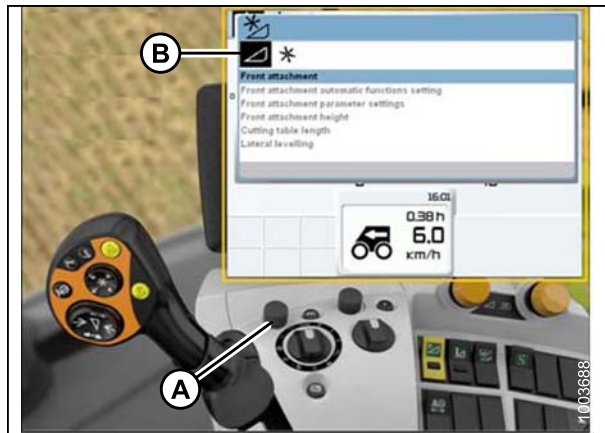 B
Front attachment
Front attachment automatic functions setting
Front attachment parameter settings
Front attachment height
Cutting table length
Lateral levelling
16:01
0.38 h
6.0
km/h
A
1003688